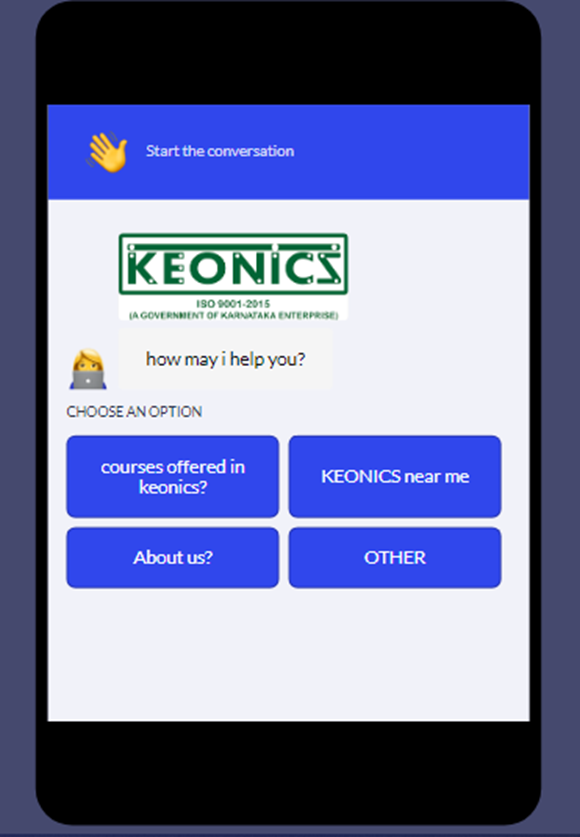 Start the conversation
KEONICS
ISO 9001-2015
(A GOVERNMENT OF KARNATAKA ENTERPRISE)
how may i help you?
CHOOSE AN OPTION
courses offered in
keonics?
KEONICS near me
About us?
OTHER